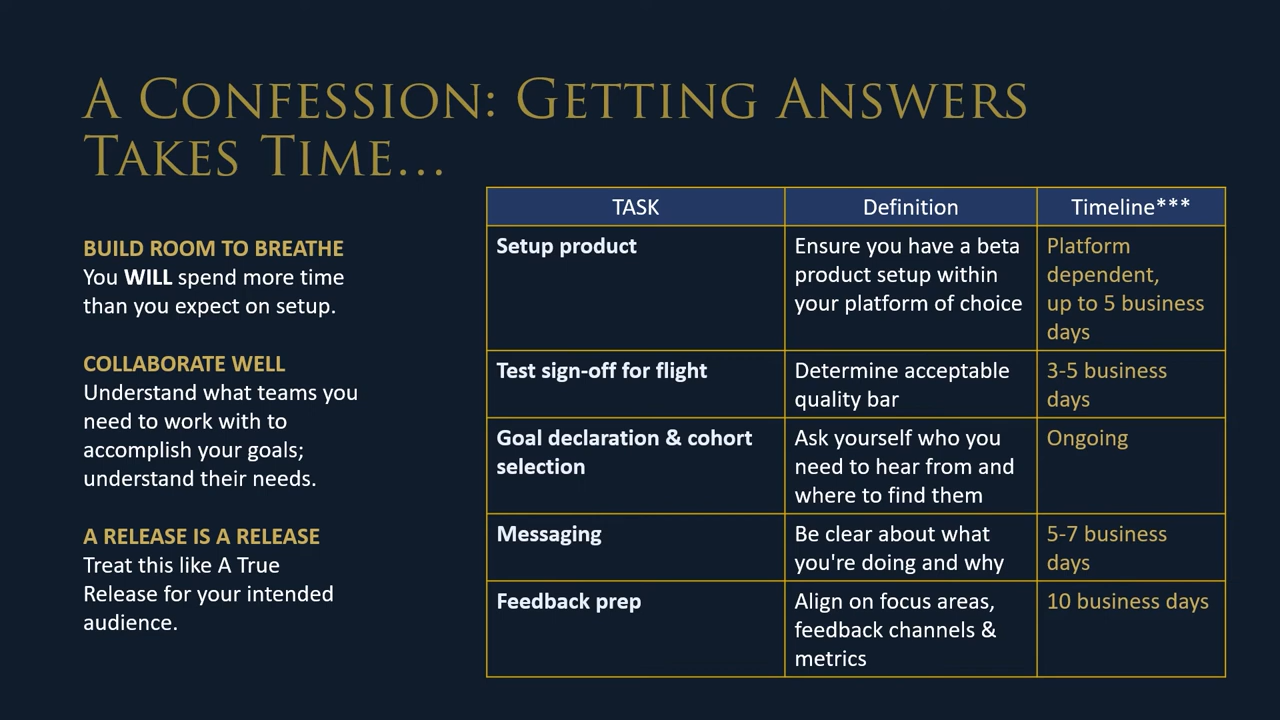 A CONFESSION: GETTING ANSWERS
TAKES TIME...
BUILD ROOM TO BREATHE
You WILL spend more time
than you expect on setup.
COLLABORATE WELL
Understand what teams you
need to work with to
accomplish your goals;
understand their needs.
A RELEASE IS A RELEASE
Treat this like A True
Release for your intended
audience.
TASK
Definition
Timeline***
Setup product
Ensure you have a beta
product setup within
your platform of choice
Platform
dependent,
up to 5 business
days
Test sign-off for flight
Determine acceptable
quality bar
3-5 business
days
Goal declaration & cohort
selection
Ask yourself who you
need to hear from and
where to find them
Ongoing
Messaging
Be clear about what
you're doing and why
5-7 business
days
Feedback prep
Align on focus areas,
feedback channels &
metrics
10 business days